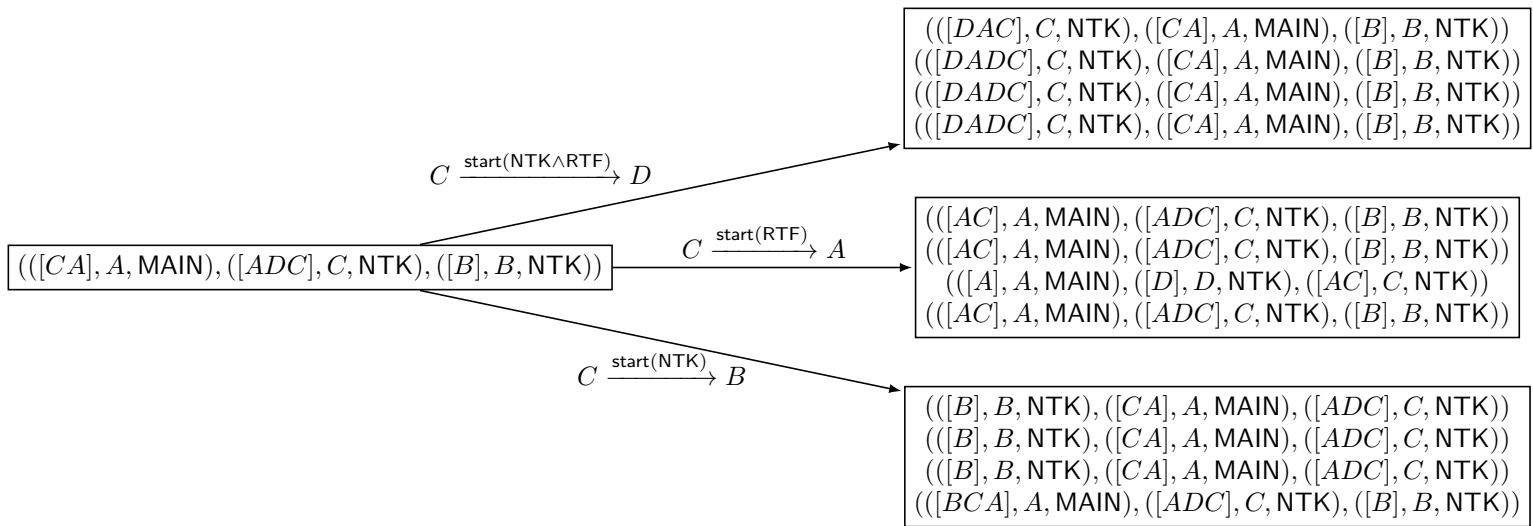 (([DAC], C, NTK), ([CA], A, MAIN), ([B], B, NTK))
(([DADC], C, NTK), ([CA], A, MAIN), ([B], B, NTK))
(([DADC], C, NTK), ([CA], A, MAIN), ([B], B, NTK))
(([DADC], C, NTK), ([CA], A, MAIN), ([B], B, NTK))
C start(NTK∧RTF) D
(([CA], A, MAIN), ([ADC], C, NTK), ([B], B, NTK))
C start(RTF) A
(([AC], A, MAIN), ([ADC], C, NTK), ([B], B, NTK))
(([AC], A, MAIN), ([ADC], C, NTK), ([B], B, NTK))
(([A], A, MAIN), ([D], D, NTK), ([AC], C, NTK))
(([AC], A, MAIN), ([ADC], C, NTK), ([B], B, NTK))
C start(NTK) B
(([B], B, NTK), ([CA], A, MAIN), ([ADC], C, NTK))
(([B], B, NTK), ([CA], A, MAIN), ([ADC], C, NTK))
(([B], B, NTK), ([CA], A, MAIN), ([ADC], C, NTK))
(([BCA], A, MAIN), ([ADC], C, NTK), ([B], B, NTK))